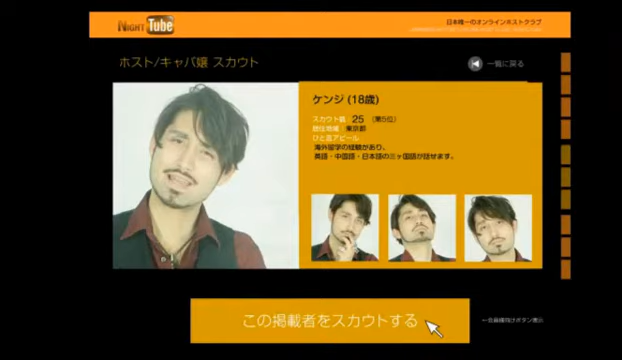 NIGHT Tube
日本唯一のオンラインホストクラブ
ホスト/キャバ嬢 スカウト
一覧に戻る
ケンジ (18歳)
スカウト数 25 (第5位)
居住地域 東京都
ひと言アピール
海外留学の経験があり、
英語・中国語・日本語の三ヶ国語が話せます。
この掲載者をスカウトする